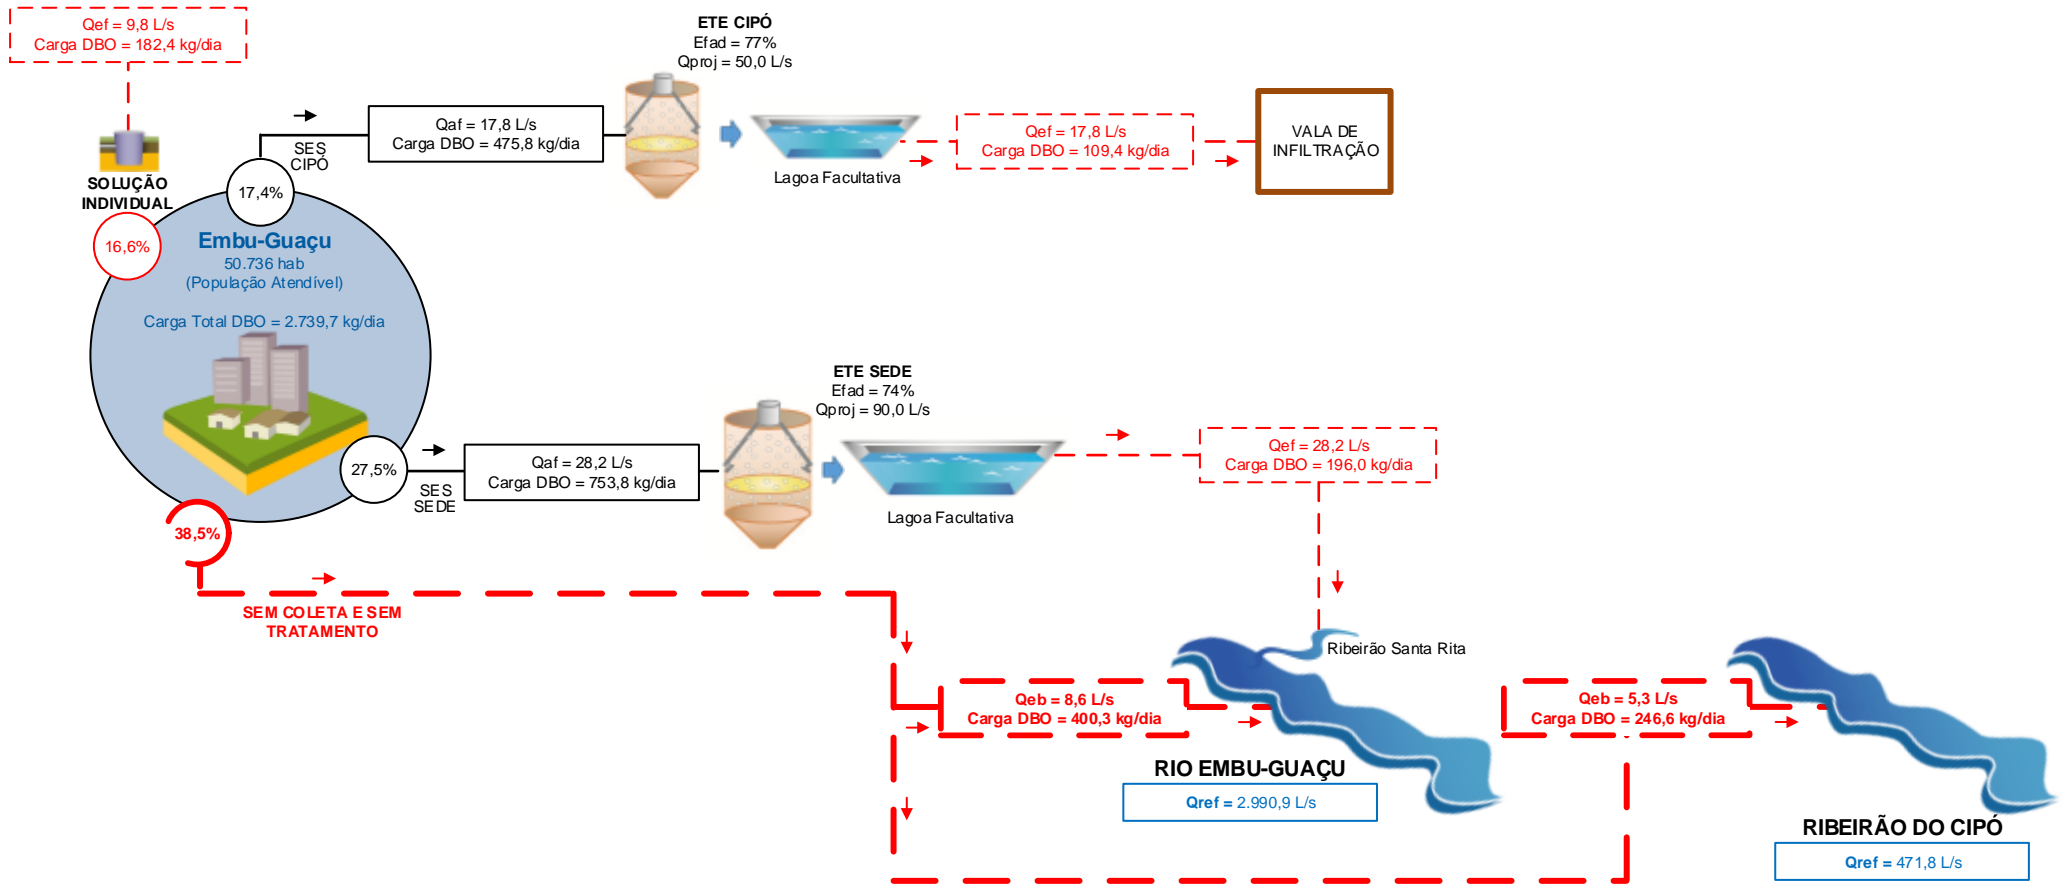 Qef = 9,8 L/s
Carga DBO = 182,4 kg/dia
SOLUÇÃO
INDIVIDUAL
16,6%
17,4%
SES
CIPÓ
Qaf = 17,8 L/s
Carga DBO = 475,8 kg/dia
ETE CIPÓ
Efad = 77%
Qproj = 50,0 L/s
Lagoa Facultativa
Qef = 17,8 L/s
Carga DBO = 109,4 kg/dia
VALA DE
INFILTRAÇÃO
Embu-Guaçu
50.736 hab
(População Atendível)
Carga Total DBO = 2.739,7 kg/dia
27,5%
SES
SEDE
Qaf = 28,2 L/s
Carga DBO = 753,8 kg/dia
ETE SEDE
Efad = 74%
Qproj = 90,0 L/s
Lagoa Facultativa
Qef = 28,2 L/s
Carga DBO = 196,0 kg/dia
38,5%
SEM COLETA E SEM
TRATAMENTO
Ribeirão Santa Rita
Qeb = 8,6 L/s
Carga DBO = 400,3 kg/dia
RIO EMBU-GUAÇU
Qref = 2.990,9 L/s
Qeb = 5,3 L/s
Carga DBO = 246,6 kg/dia
RIBEIRÃO DO CIPÓ
Qref = 471,8 L/s